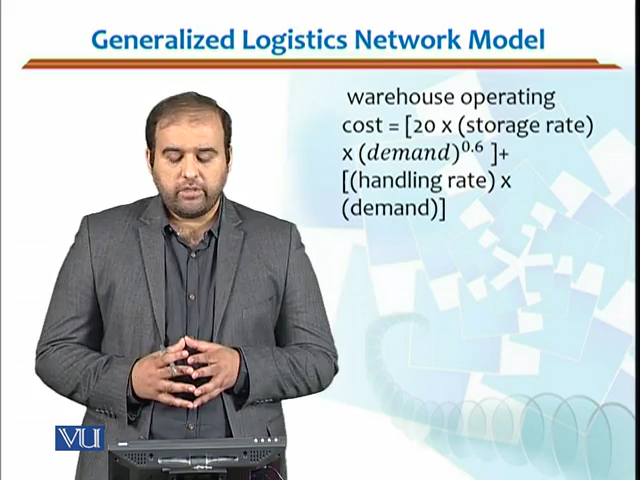 Generalized Logistics Network Model
warehouse operating
cost = [20 x (storage rate)
x (demand)^0.6 ]+
[(handling rate) x
(demand)]
VU